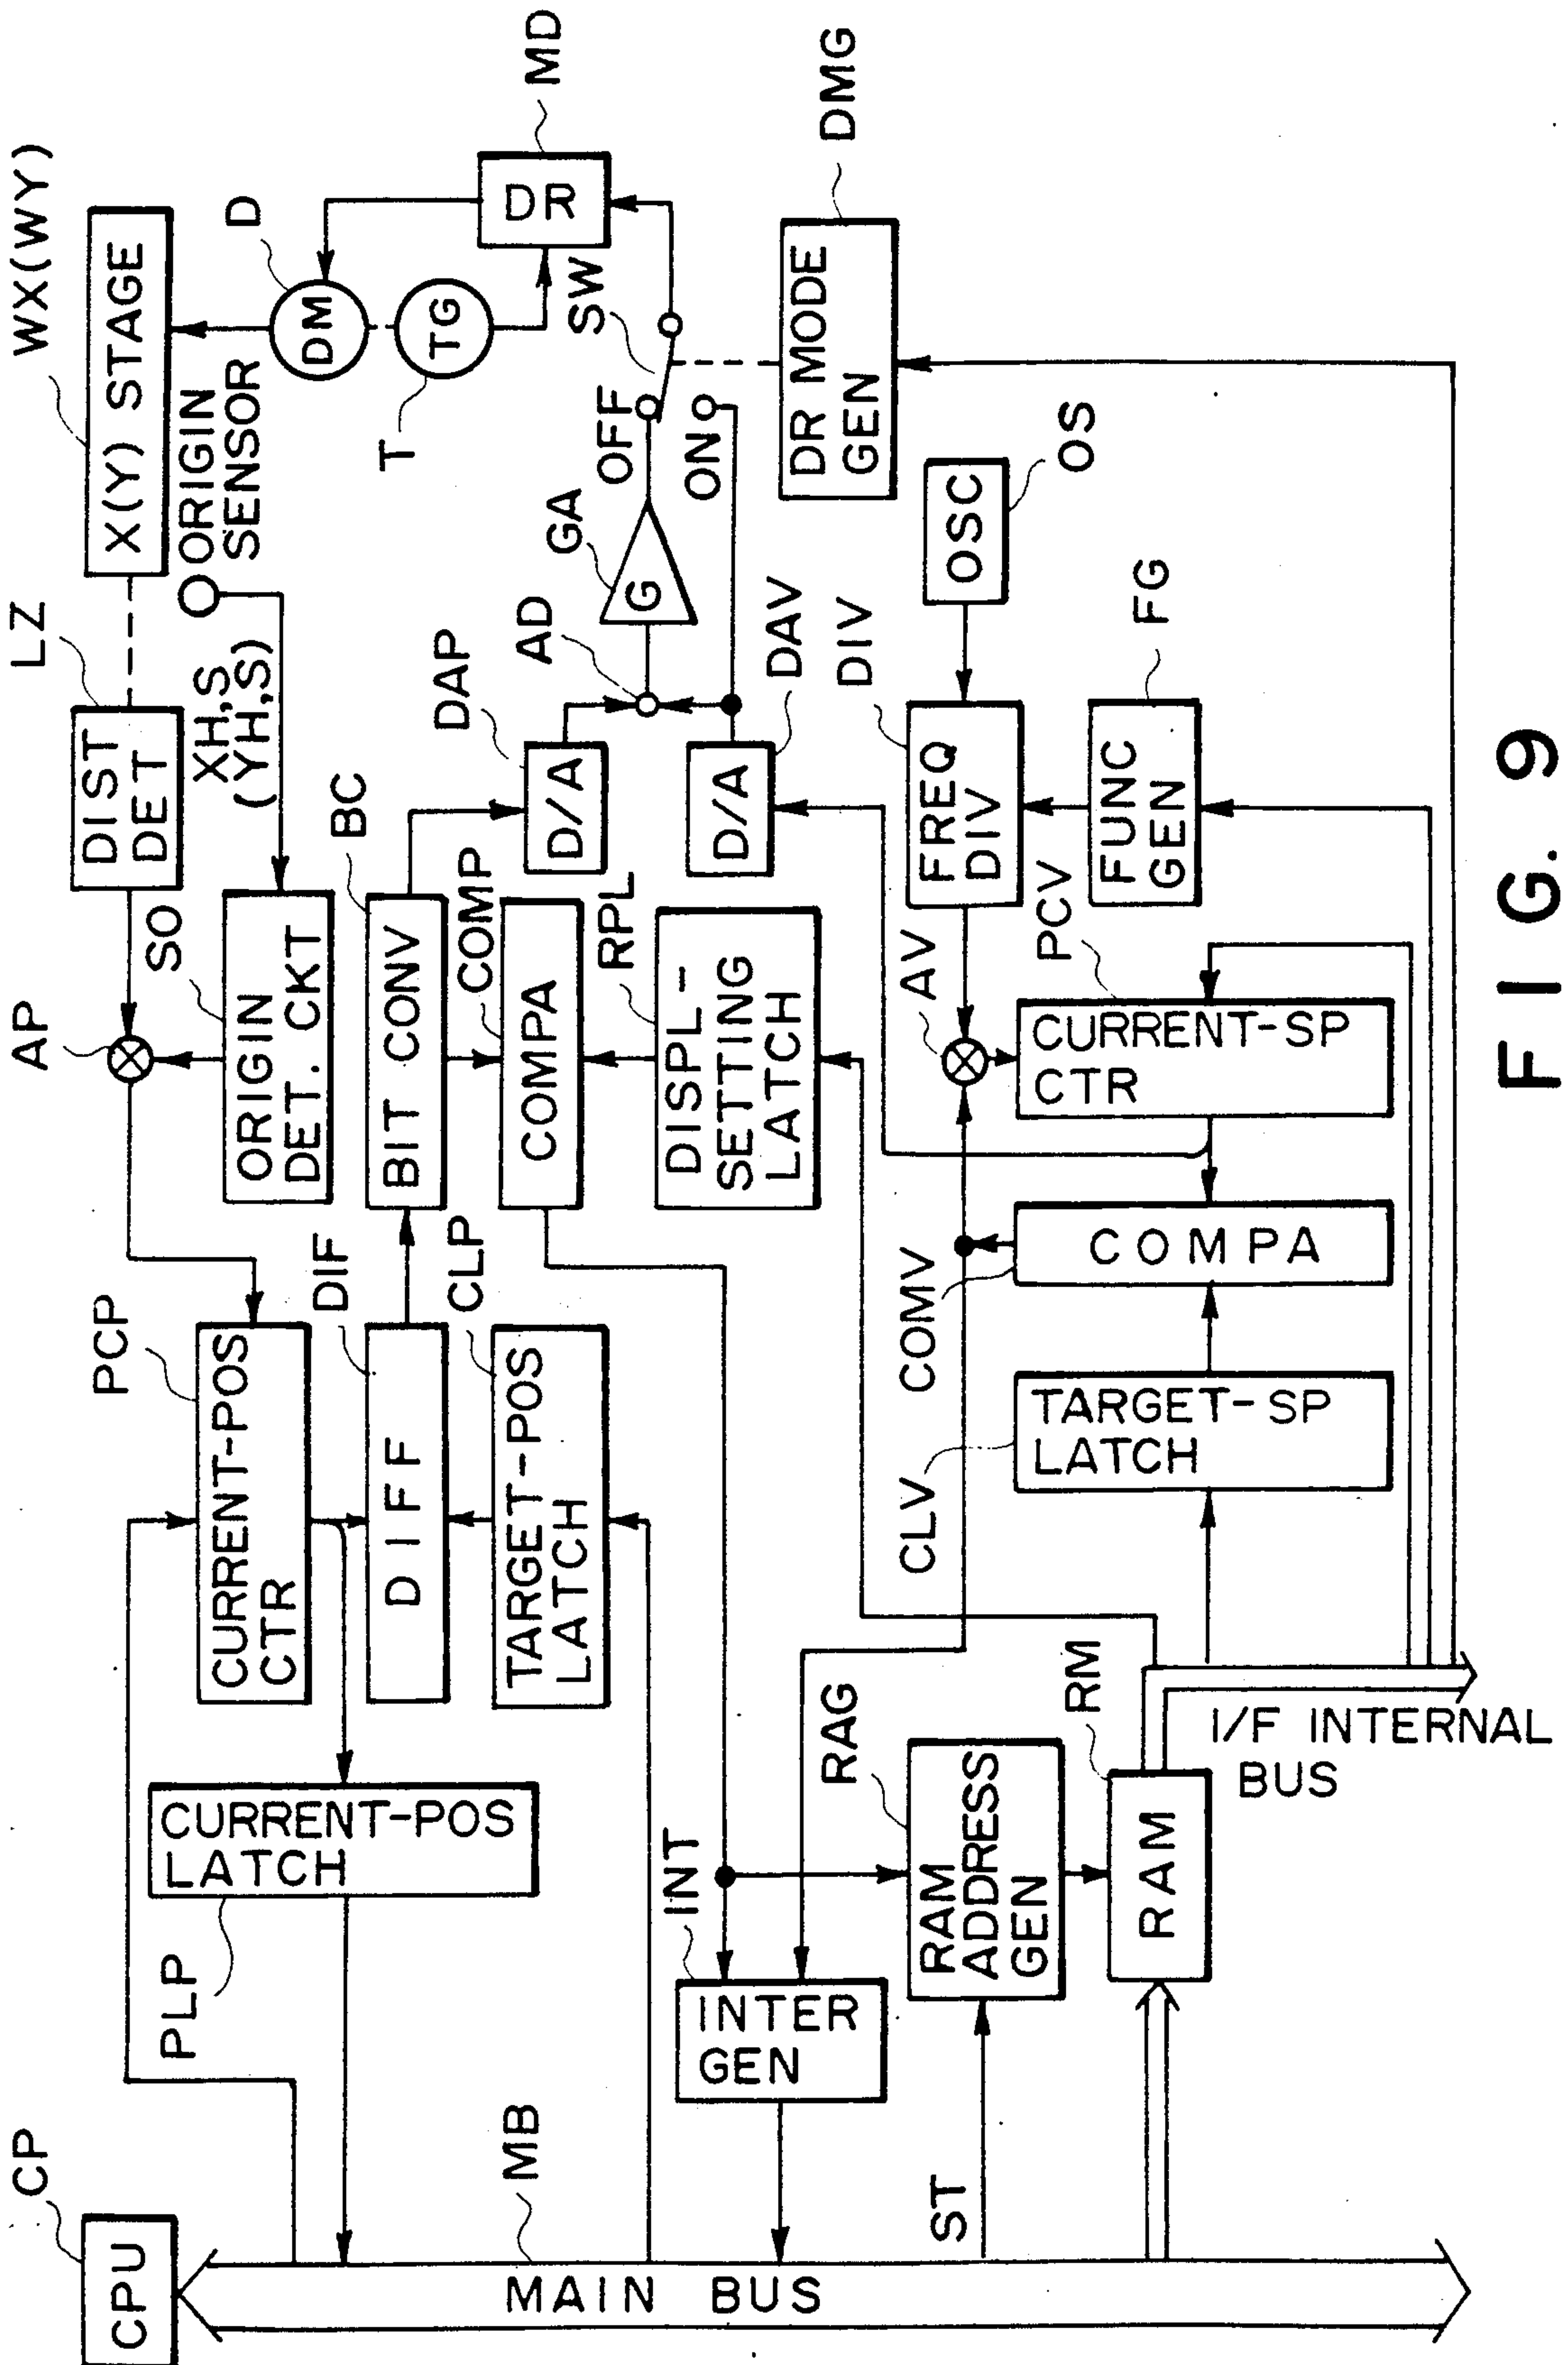 CP
CPU
MAIN BUS
MB
PLP
CURRENT-POS
LATCH
PCP
CURRENT-POS
CTR
DIF
DIFF
CLP
TARGET-POS
LATCH
AP
SO
ORIGIN
DET. CKT
LZ
DIST
DET
WX(WY)
X(Y) STAGE
ORIGIN
SENSOR
XH,S
(YH,S)
D
DM
T
TG
MD
DR
SW
OFF
ON
GA
G
AD
DAP
D/A
DAV
D/A
BC
BIT CONV
COMP
COMPA
RPL
DISPL-
SETTING
LATCH
DMG
DR MODE
GEN
OS
OSC
DIV
FREQ
DIV
FG
FUNC
GEN
AV
PCV
CURRENT-SP
CTR
COMV
COMPA
CLV
TARGET-SP
LATCH
INT
INTER
GEN
RAG
RAM
ADDRESS
GEN
ST
RM
RAM
I/F INTERNAL
BUS
FIG. 9